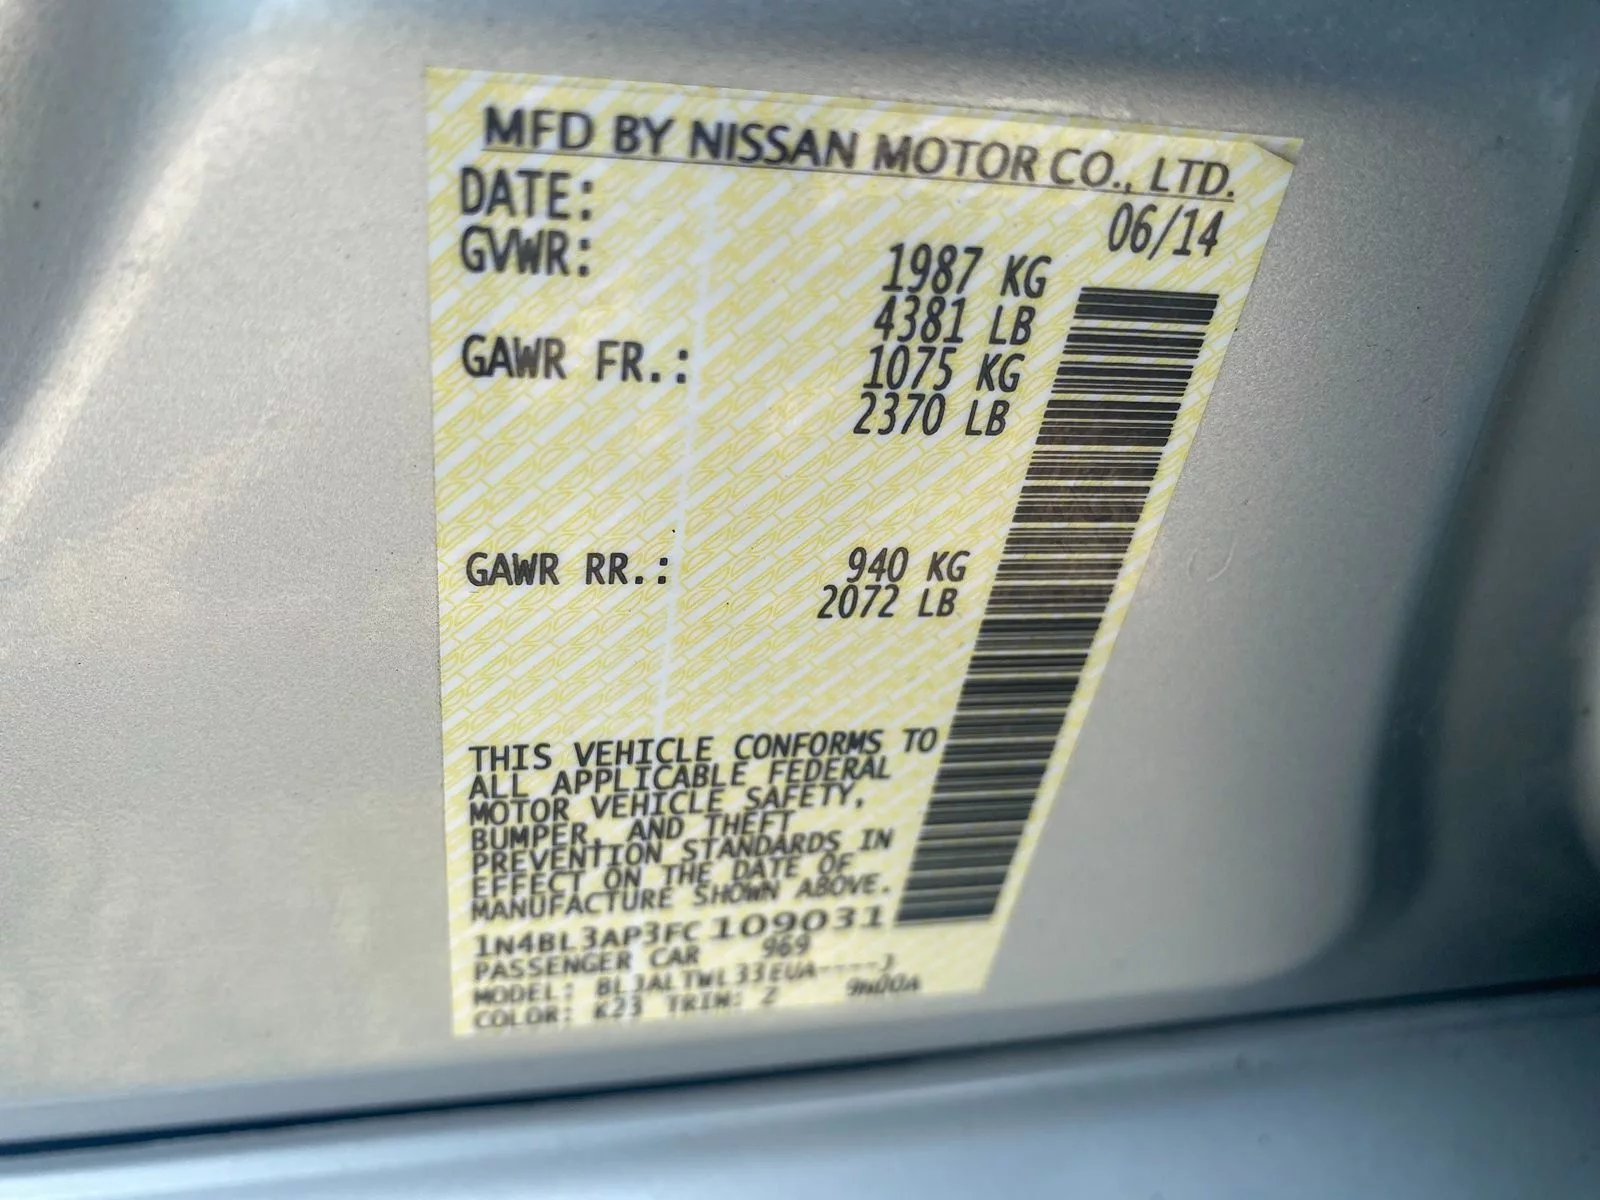 MFD BY NISSAN MOTOR CO., LTD.
DATE: 06/14
GVWR: 1987 KG
4381 LB
GAWR FR.: 1075 KG
2370 LB
GAWR RR.: 940 KG
2072 LB
THIS VEHICLE CONFORMS TO
ALL APPLICABLE FEDERAL
MOTOR VEHICLE SAFETY,
BUMPER, AND THEFT
PREVENTION STANDARDS IN
EFFECT ON THE DATE OF
MANUFACTURE SHOWN ABOVE.
1N4BL3AP3FC109031
PASSENGER CAR 969
MODEL:
COLOR: K23 TRIM: Z